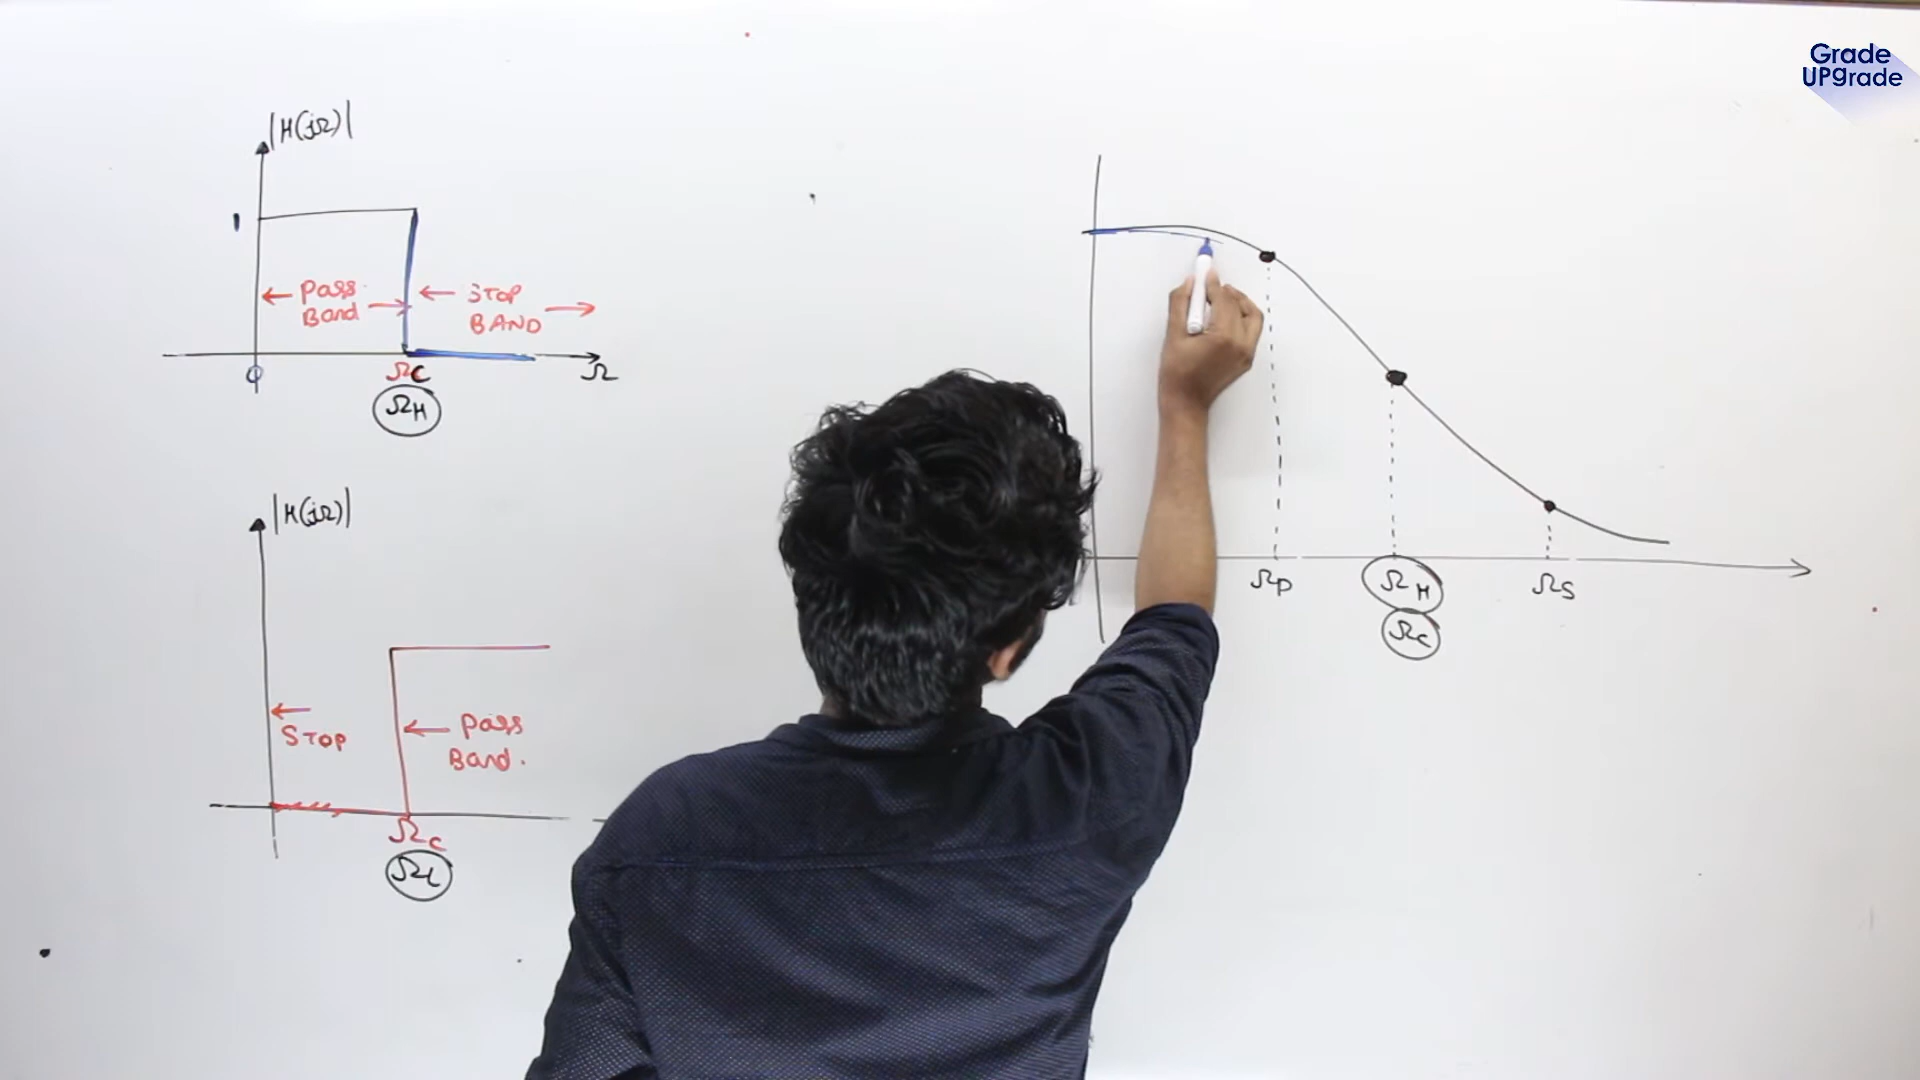 Grade
UPgrade
|H(jΩ)|
1
← Pass →
Band
← STOP →
BAND
0
Ωc
Ω
ΩH
|H(jΩ)|
← STOP
← Pass
Band.
Ωc
ΩL
Ωp
ΩH
Ωs
Ωc